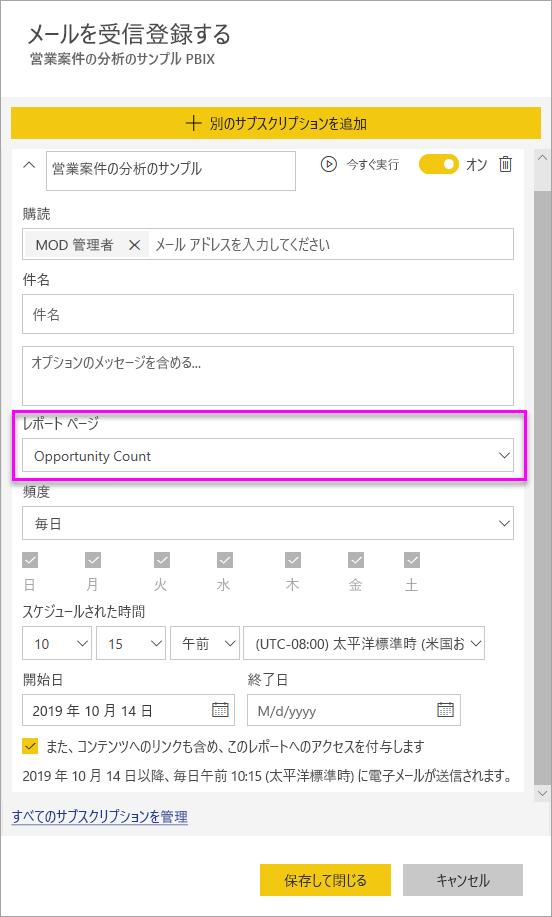 メールを受信登録する
営業案件の分析のサンプル PBIX
＋ 別のサブスクリプションを追加
営業案件の分析のサンプル
今すぐ実行
オン
購読
MOD 管理者 × メール アドレスを入力してください
件名
件名
オプションのメッセージを含める...
レポート ページ
Opportunity Count
頻度
毎日
日 月 火 水 木 金 土
スケジュールされた時間
10 15 午前 (UTC-08:00) 太平洋標準時 (米国お
開始日 終了日
2019 年 10 月 14 日 M/d/yyyy
また、コンテンツへのリンクも含め、このレポートへのアクセスを付与します
2019 年 10 月 14 日以降、毎日午前 10:15 (太平洋標準時) に電子メールが送信されます。
すべてのサブスクリプションを管理
保存して閉じる キャンセル